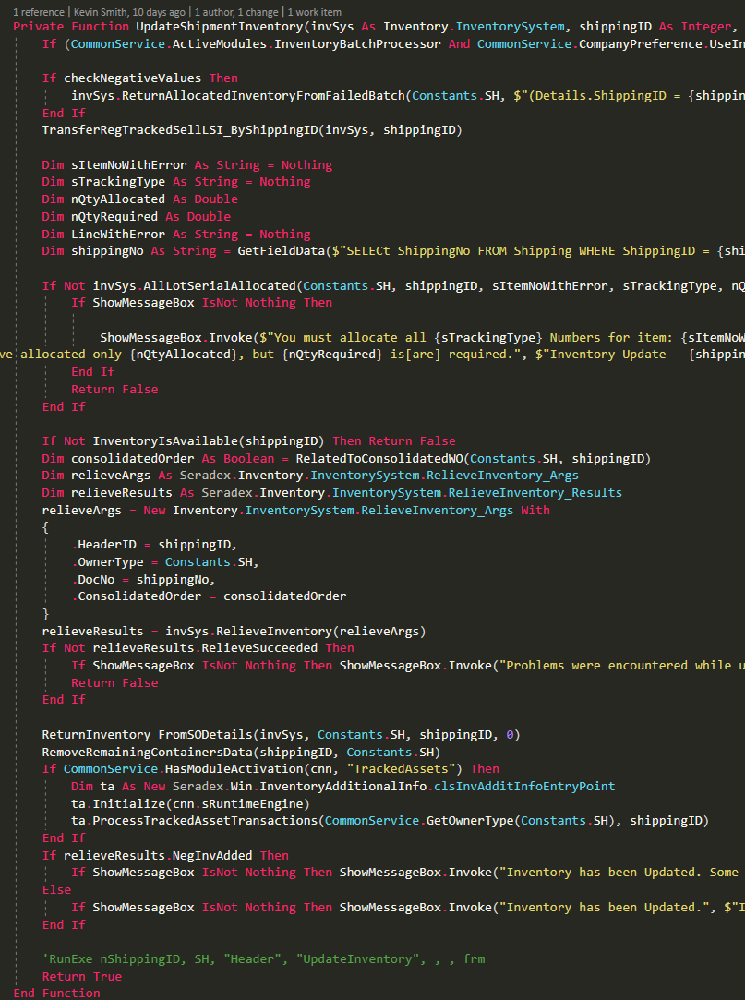 1 reference | Kevin Smith, 10 days ago | 1 author, 1 change | 1 work item
Private Function UpdateShipmentInventory(invSys As Inventory.InventorySystem, shippingID As Integer,
If (CommonService.ActiveModules.InventoryBatchProcessor And CommonService.CompanyPreference.UseIn
If checkNegativeValues Then
invSys.ReturnAllocatedInventoryFromFailedBatch(Constants.SH, $"(Details.ShippingID = {shippin
End If
TransferRegTrackedSellLSI_ByShippingID(invSys, shippingID)
Dim sItemNoWithError As String = Nothing
Dim sTrackingType As String = Nothing
Dim nQtyAllocated As Double
Dim nQtyRequired As Double
Dim LineWithError As String = Nothing
Dim shippingNo As String = GetFieldData($"SELECt ShippingNo FROM Shipping WHERE ShippingID = {shi
If Not invSys.AllLotSerialAllocated(Constants.SH, shippingID, sItemNoWithError, sTrackingType, nQ
If ShowMessageBox IsNot Nothing Then
ShowMessageBox.Invoke($"You must allocate all {sTrackingType} Numbers for item: {sItemNoW
ve allocated only {nQtyAllocated}, but {nQtyRequired} is[are] required.", $"Inventory Update - {shippin
End If
Return False
End If
If Not InventoryIsAvailable(shippingID) Then Return False
Dim consolidatedOrder As Boolean = RelatedToConsolidatedWO(Constants.SH, shippingID)
Dim relieveArgs As Seradex.Inventory.InventorySystem.RelieveInventory_Args
Dim relieveResults As Seradex.Inventory.InventorySystem.RelieveInventory_Results
relieveArgs = New Inventory.InventorySystem.RelieveInventory_Args With
{
.HeaderID = shippingID,
.OwnerType = Constants.SH,
.DocNo = shippingNo,
.ConsolidatedOrder = consolidatedOrder
}
relieveResults = invSys.RelieveInventory(relieveArgs)
If Not relieveResults.RelieveSucceeded Then
If ShowMessageBox IsNot Nothing Then ShowMessageBox.Invoke("Problems were encountered while u
Return False
End If
ReturnInventory_FromSODetails(invSys, Constants.SH, shippingID, 0)
RemoveRemainingContainersData(shippingID, Constants.SH)
If CommonService.HasModuleActivation(cnn, "TrackedAssets") Then
Dim ta As New Seradex.Win.InventoryAdditionalInfo.clsInvAdditInfoEntryPoint
ta.Initialize(cnn.sRuntimeEngine)
ta.ProcessTrackedAssetTransactions(CommonService.GetOwnerType(Constants.SH), shippingID)
End If
If relieveResults.NegInvAdded Then
If ShowMessageBox IsNot Nothing Then ShowMessageBox.Invoke("Inventory has been Updated. Some
Else
If ShowMessageBox IsNot Nothing Then ShowMessageBox.Invoke("Inventory has been Updated.", $"I
End If
'RunExe nShippingID, SH, "Header", "UpdateInventory", , , frm
Return True
End Function